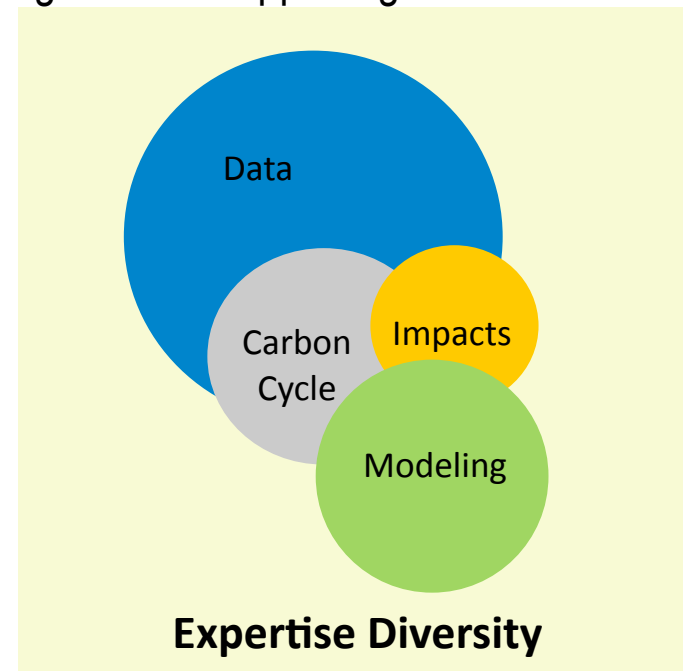 Data
Carbon
Cycle
Impacts
Modeling
Expertise Diversity